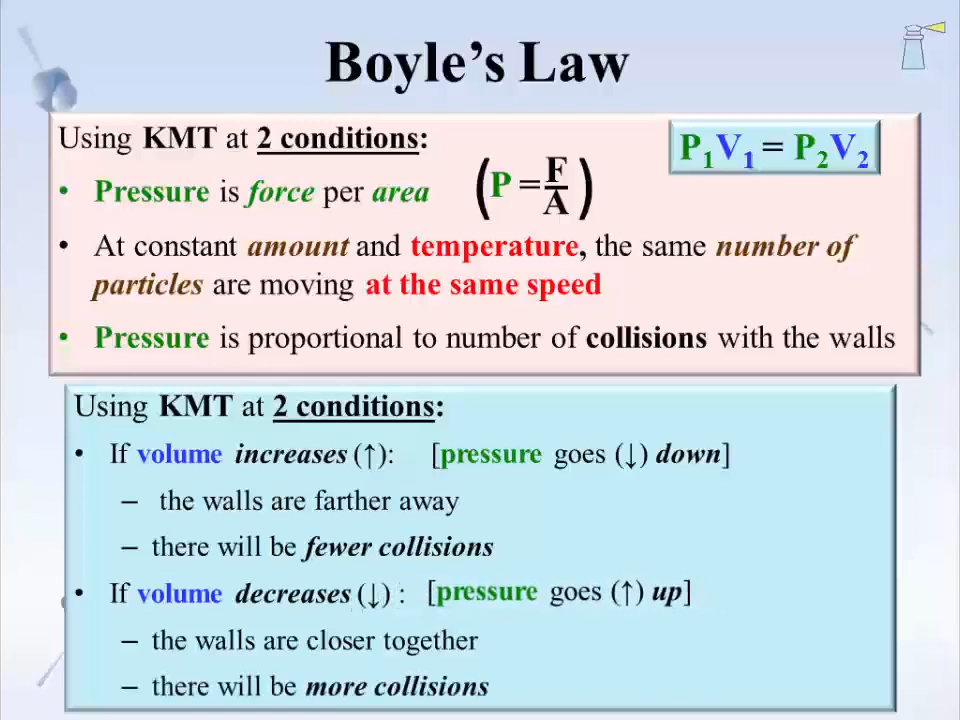 Boyle's Law
Using KMT at 2 conditions:
P₁V₁ = P₂V₂
• Pressure is force per area (P = F/A)
• At constant amount and temperature, the same number of
particles are moving at the same speed
• Pressure is proportional to number of collisions with the walls
Using KMT at 2 conditions:
• If volume increases (↑): [pressure goes (↓) down]
– the walls are farther away
– there will be fewer collisions
• If volume decreases (↓) : [pressure goes (↑) up]
– the walls are closer together
– there will be more collisions